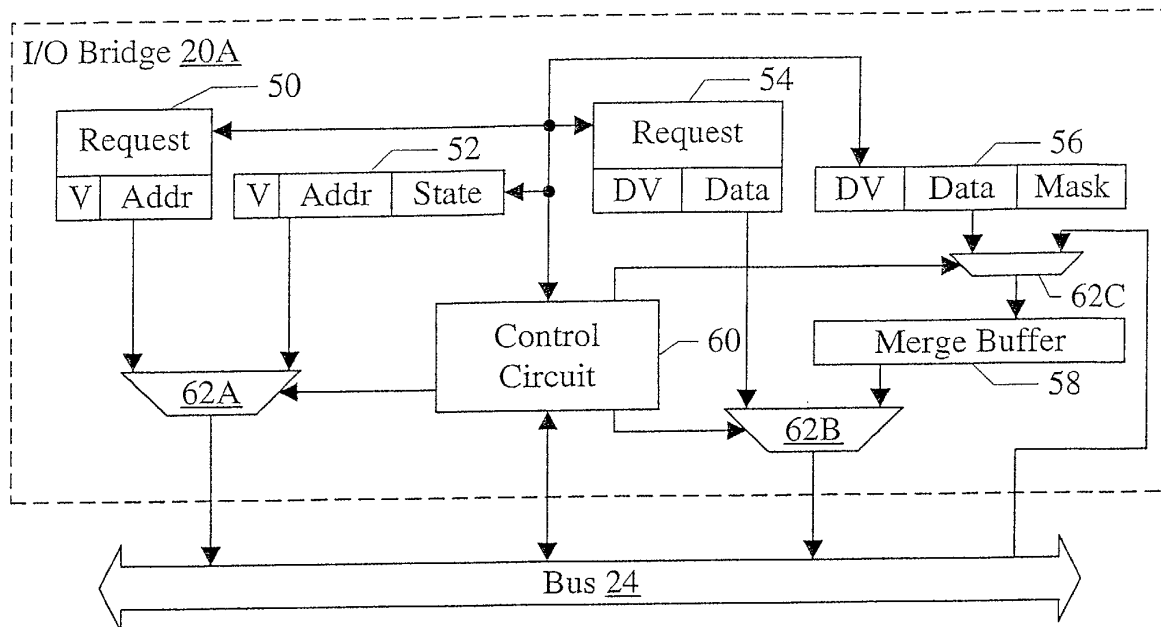 I/O Bridge 20A
50
Request
V Addr
52
V Addr State
54
Request
DV Data
56
DV Data Mask
62C
Merge Buffer
58
Control
Circuit
60
62A
62B
Bus 24